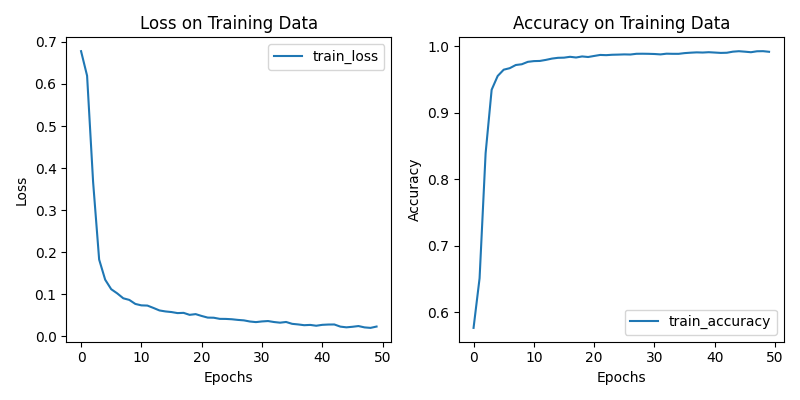 Loss on Training Data
0.7
0.6
0.5
0.4
0.3
0.2
0.1
0.0
Loss
train_loss
0 10 20 30 40 50
Epochs
Accuracy on Training Data
1.0
0.9
0.8
0.7
0.6
Accuracy
train_accuracy
0 10 20 30 40 50
Epochs